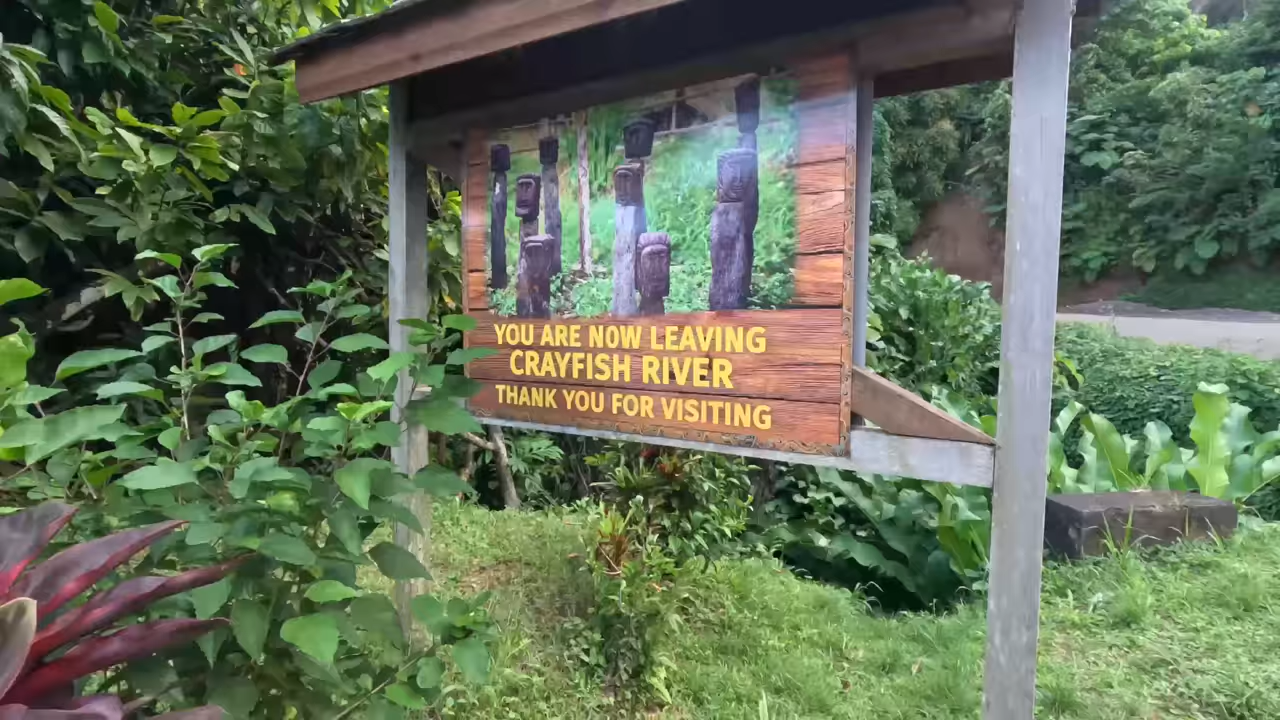 YOU ARE NOW LEAVING
CRAYFISH RIVER
THANK YOU FOR VISITING